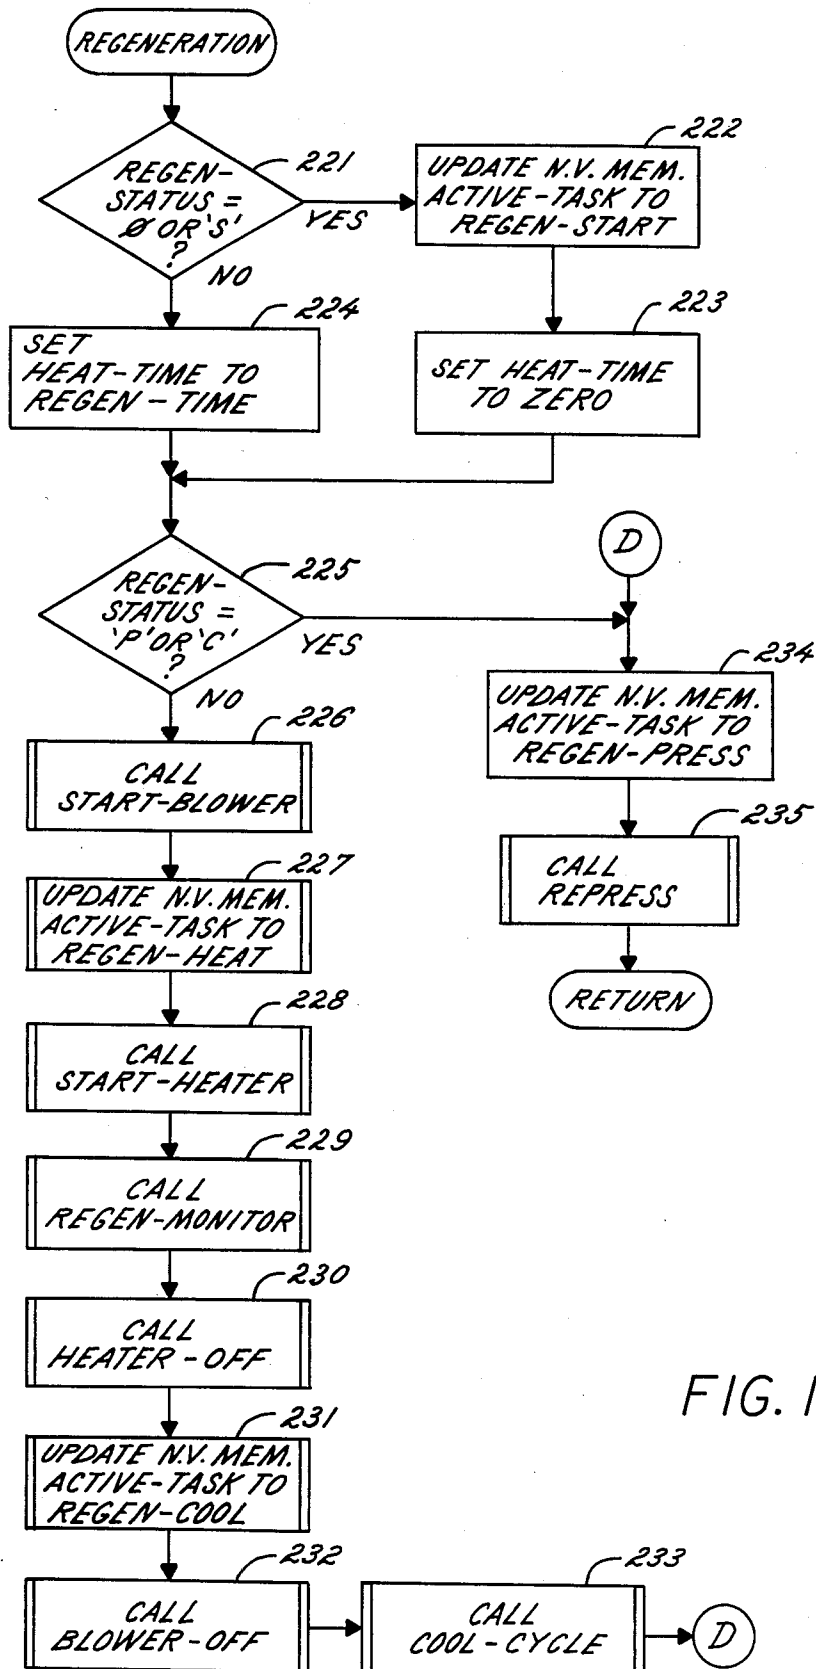 REGENERATION
REGEN-
STATUS =
Ø OR 'S'
?
221
YES
NO
222
UPDATE N.V. MEM.
ACTIVE-TASK TO
REGEN-START
224
SET
HEAT-TIME TO
REGEN-TIME
223
SET HEAT-TIME
TO ZERO
REGEN-
STATUS =
'P' OR 'C'
?
225
YES
NO
D
234
UPDATE N.V. MEM.
ACTIVE-TASK TO
REGEN-PRESS
226
CALL
START-BLOWER
235
CALL
REPRESS
227
UPDATE N.V. MEM.
ACTIVE-TASK TO
REGEN-HEAT
RETURN
228
CALL
START-HEATER
229
CALL
REGEN-MONITOR
230
CALL
HEATER-OFF
FIG. 1
231
UPDATE N.V. MEM.
ACTIVE-TASK TO
REGEN-COOL
232
CALL
BLOWER-OFF
233
CALL
COOL-CYCLE
D